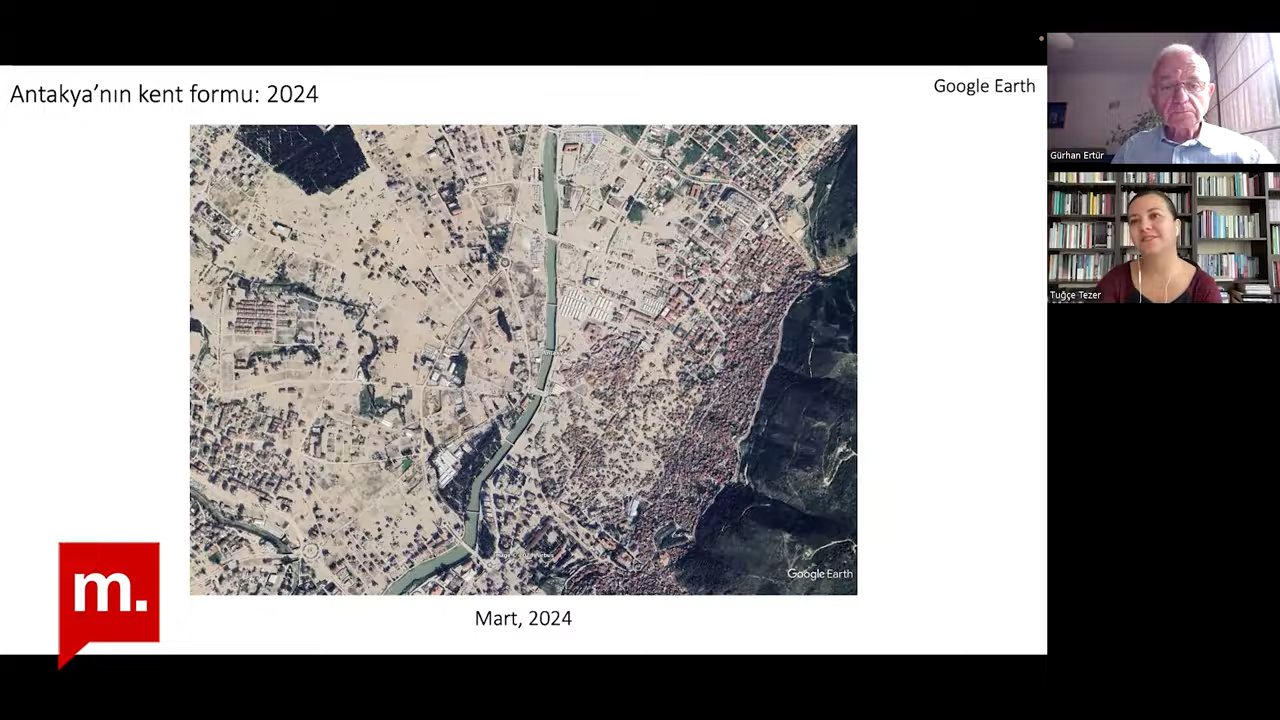 Antakya’nın kent formu: 2024
Google Earth
Gürhan Ertür
Tuğçe Tezer
Google Earth
m.
Mart, 2024